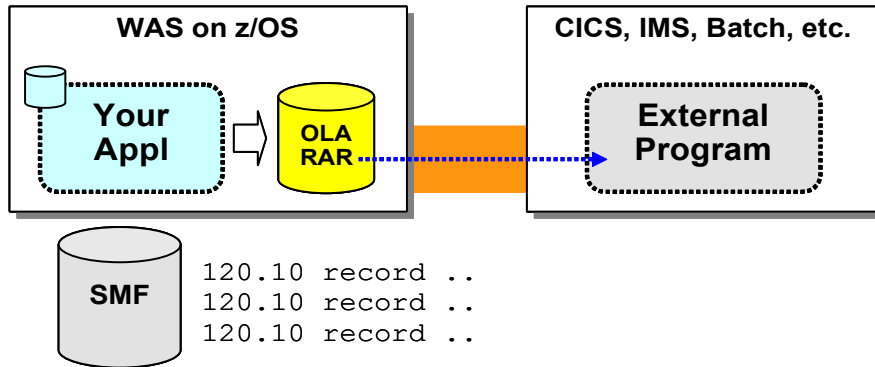 WAS on z/OS
Your
Appl
OLA
RAR
CICS, IMS, Batch, etc.
External
Program
SMF
120.10 record ..
120.10 record ..
120.10 record ..